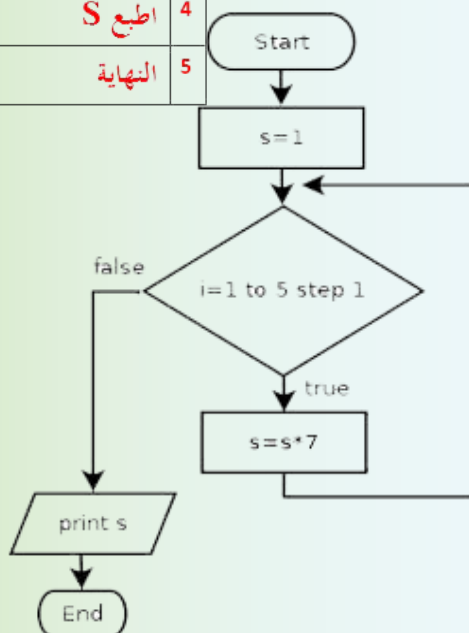 4 اطبع S
5 النهاية
Start
s=1
i=1 to 5 step 1
false
true
s=s*7
print s
End